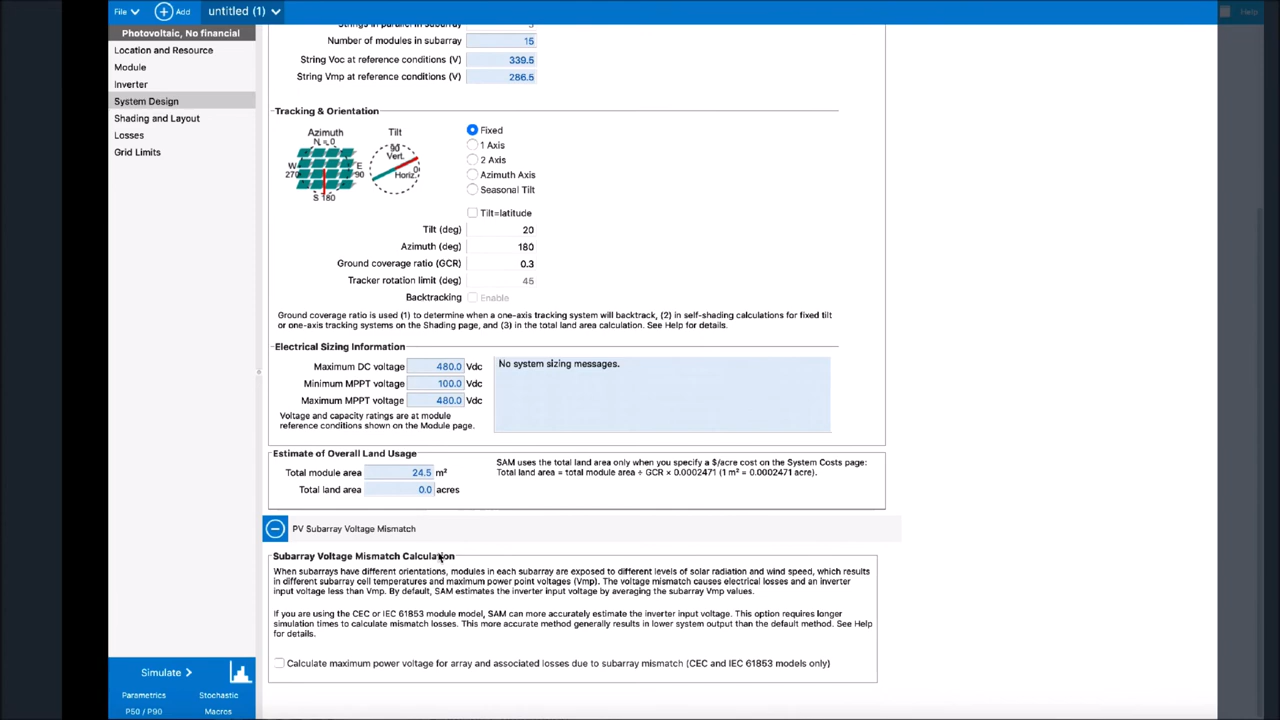 File
Add
untitled (1)
Help
Photovoltaic, No financial
Location and Resource
Module
Inverter
System Design
Shading and Layout
Losses
Grid Limits
Simulate >
Parametrics
Stochastic
P50 / P90
Macros
Strings in parallel in subarray
Number of modules in subarray 15
String Voc at reference conditions (V) 339.5
String Vmp at reference conditions (V) 286.5
Tracking & Orientation
Azimuth
N = 0
W
270
E
90
S 180
Tilt
90
Vert.
0
Horiz.
Fixed
1 Axis
2 Axis
Azimuth Axis
Seasonal Tilt
Tilt=latitude
Tilt (deg) 20
Azimuth (deg) 180
Ground coverage ratio (GCR) 0.3
Tracker rotation limit (deg) 45
Backtracking Enable
Ground coverage ratio is used (1) to determine when a one-axis tracking system will backtrack, (2) in self-shading calculations for fixed tilt
or one-axis tracking systems on the Shading page, and (3) in the total land area calculation. See Help for details.
Electrical Sizing Information
Maximum DC voltage 480.0 Vdc
Minimum MPPT voltage 100.0 Vdc
Maximum MPPT voltage 480.0 Vdc
Voltage and capacity ratings are at module
reference conditions shown on the Module page.
No system sizing messages.
Estimate of Overall Land Usage
Total module area 24.5 m²
Total land area 0.0 acres
SAM uses the total land area only when you specify a $/acre cost on the System Costs page:
Total land area = total module area ÷ GCR × 0.0002471 (1 m² = 0.0002471 acre).
PV Subarray Voltage Mismatch
Subarray Voltage Mismatch Calculation
When subarrays have different orientations, modules in each subarray are exposed to different levels of solar radiation and wind speed, which results
in different subarray cell temperatures and maximum power point voltages (Vmp). The voltage mismatch causes electrical losses and an inverter
input voltage less than Vmp. By default, SAM estimates the inverter input voltage by averaging the subarray Vmp values.
If you are using the CEC or IEC 61853 module model, SAM can more accurately estimate the inverter input voltage. This option requires longer
simulation times to calculate mismatch losses. This more accurate method generally results in lower system output than the default method. See Help
for details.
Calculate maximum power voltage for array and associated losses due to subarray mismatch (CEC and IEC 61853 models only)